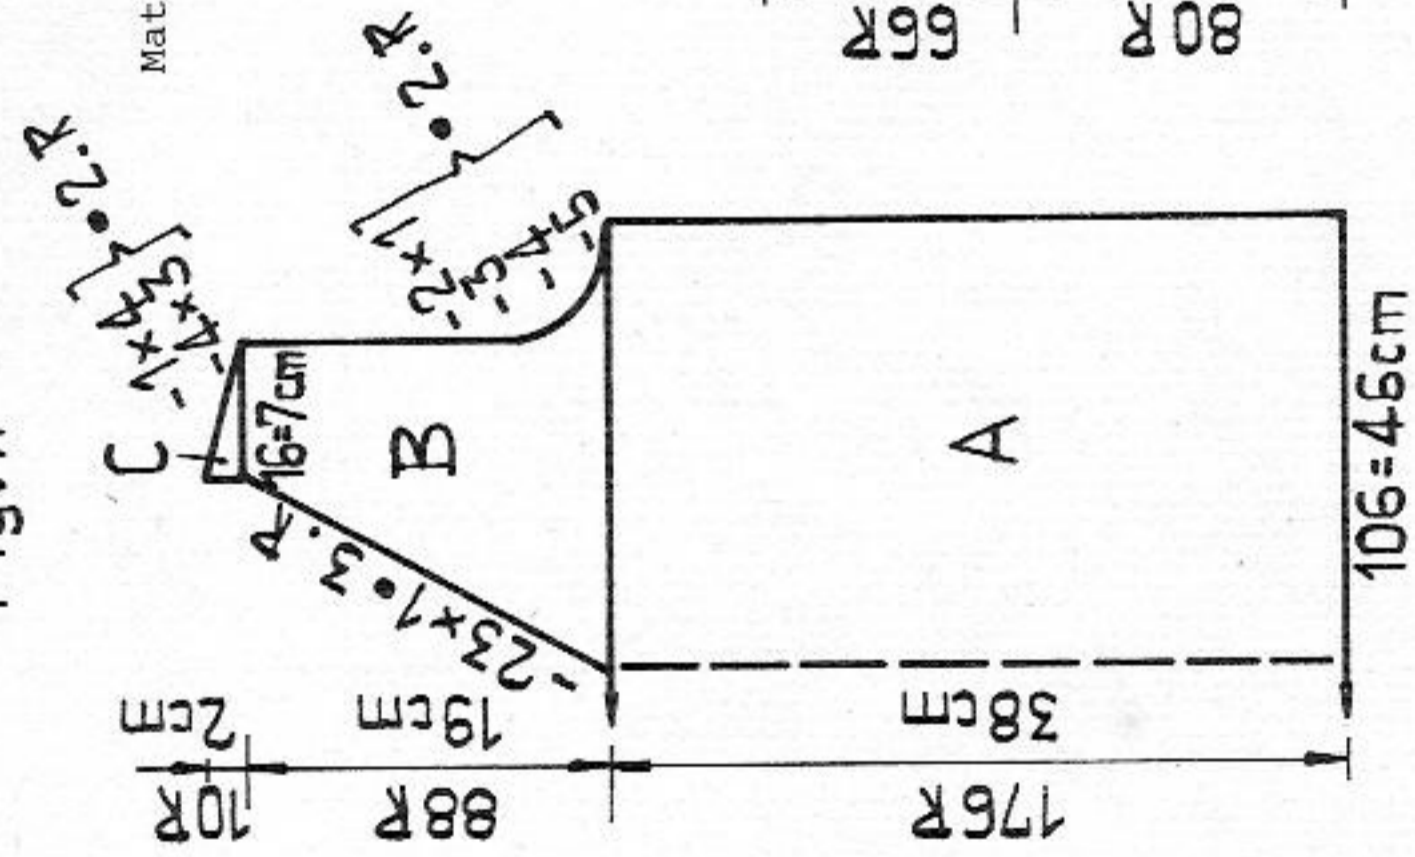 Mat
66R
80R
•2.R
-1×4
-4×3
•2.R
-2×1
-3
-4
-5
C
16=7cm
B
-23×1•3.R
A
106=46cm
2cm
19cm
38cm
10R
88R
176R